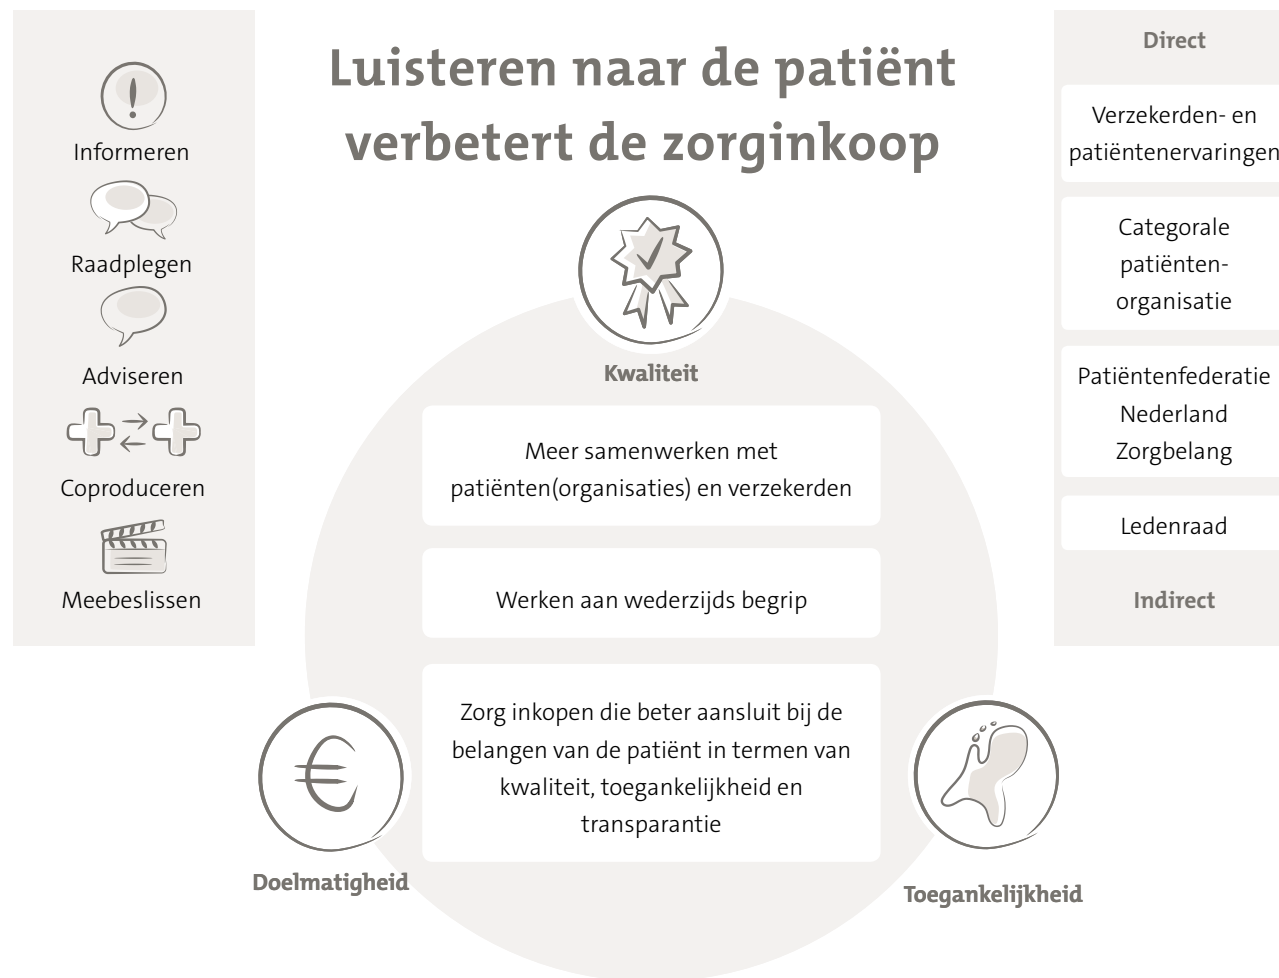 Luisteren naar de patiënt
verbetert de zorginkoop
Informeren
Raadplegen
Adviseren
Coproduceren
Meebeslissen
Kwaliteit
Meer samenwerken met
patiënten(organisaties) en verzekerden
Werken aan wederzijds begrip
Zorg inkopen die beter aansluit bij de
belangen van de patiënt in termen van
kwaliteit, toegankelijkheid en
transparantie
€
Doelmatigheid
Toegankelijkheid
Direct
Verzekerden- en
patiëntenervaringen
Categorale
patiënten-
organisatie
Patiëntenfederatie
Nederland
Zorgbelang
Ledenraad
Indirect